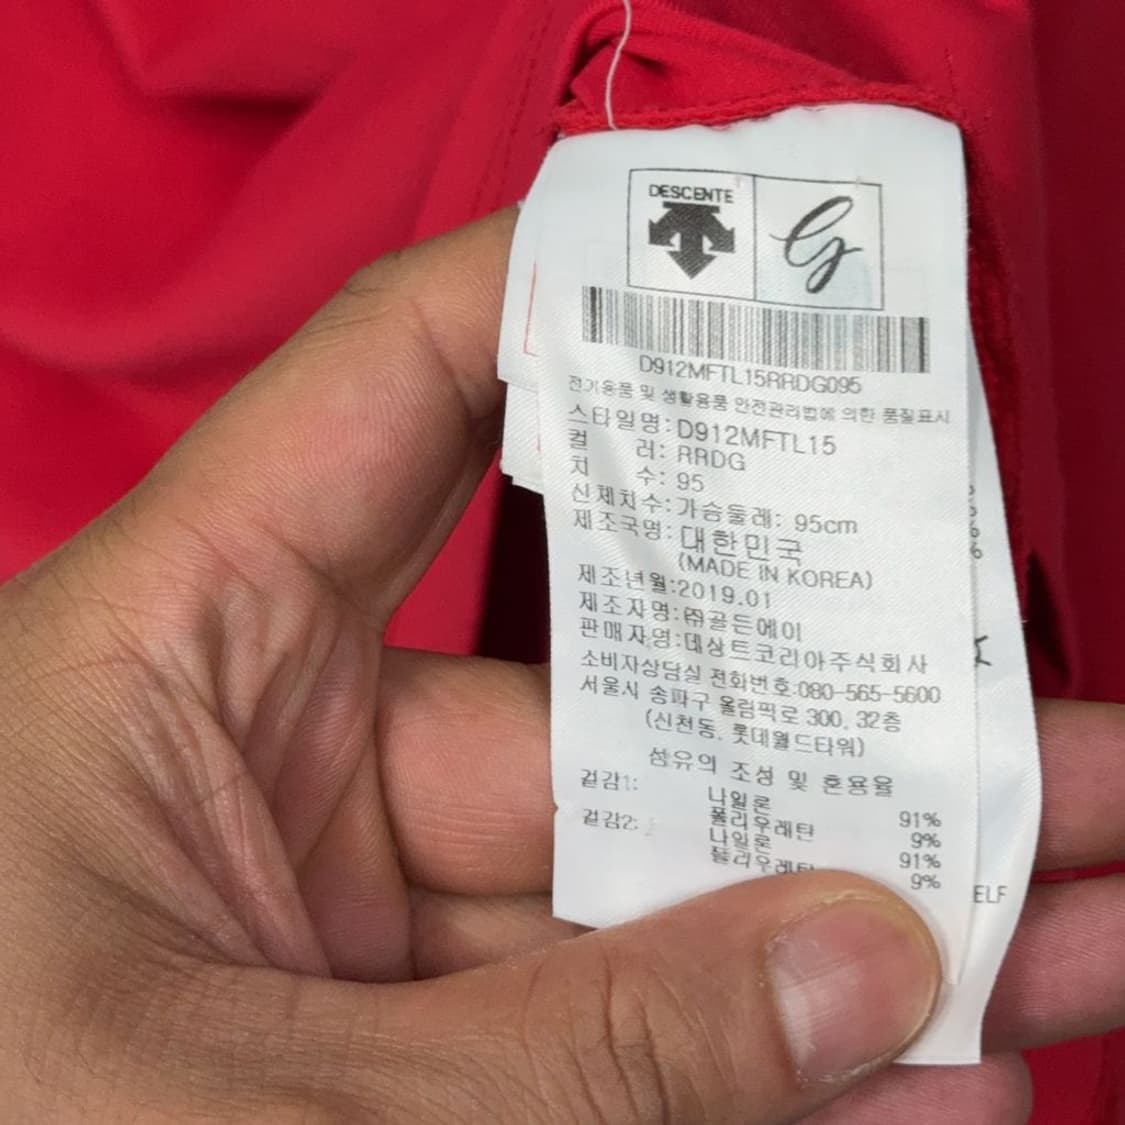 DESCENTE
g
D912MFTL15RRDG095
전기용품 및 생활용품 안전관리법에 의한 품질표시
스타일명: D912MFTL15
컬 러: RRDG
치 수: 95
신체치수: 가슴둘레: 95cm
제조국명: 대한민국
(MADE IN KOREA)
제조년월: 2019.01
제조자명: ㈜골든에이
판매자명: 데상트코리아주식회사
소비자상담실 전화번호:080-565-5600
서울시 송파구 올림픽로 300, 32층
(신천동, 롯데월드타워)
섬유의 조성 및 혼용율
겉감1: 나일론 91%
폴리우레탄 9%
겉감2: 나일론 91%
폴리우레탄 9%
ELF